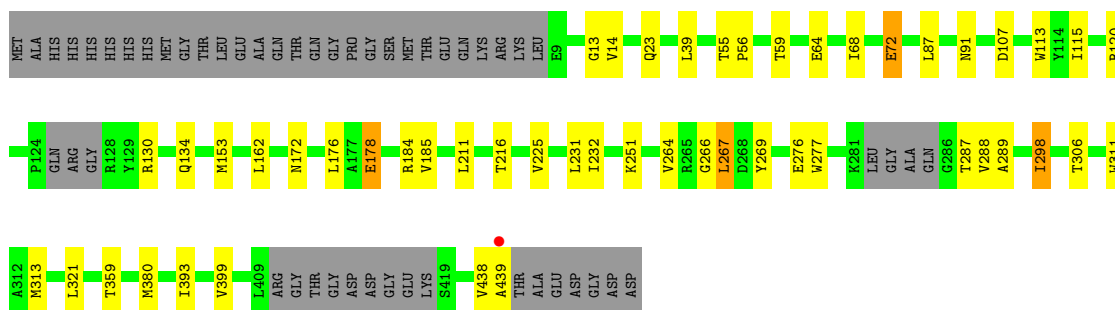 MET ALA HIS HIS HIS HIS HIS HIS MET GLY THR LEU GLU ALA GLN THR GLN GLY PRO GLY SER MET THR GLU GLN LYS ARG LYS LEU E9 G13 V14 Q23 L39 T55 P56 T59 E64 I68 E72 L87 N91 D107 W113 Y114 I115
P124 GLN ARG GLY R128 Y129 R130 Q134 M153 L162 N172 L176 A177 E178 R184 V185 L211 T216 V225 L231 I232 K251 V264 R265 G266 L267 D268 Y269 E276 W277 K281 LEU GLY ALA GLN G286 T287 V288 A289 I298 T306
A312 M313 L321 T359 M380 I393 V399 L409 ARG GLY THR GLY ASP ASP GLY GLU LYS S419 V438 A439 THR ALA GLU ASP GLY ASP ASP